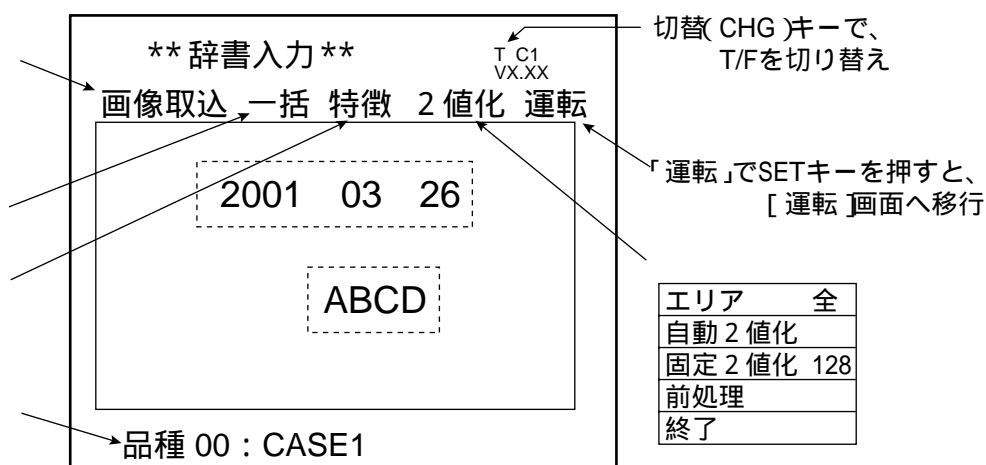 **辞書入力**
T C1
VX.XX
切替(CHG)キーで、
T/Fを切り替え
画像取込 一括 特徴 2値化 運転
「運転」でSETキーを押すと、
[運転]画面へ移行
2001 03 26
ABCD
エリア 全
自動2値化
固定2値化 128
前処理
終了
品種 00：CASE1